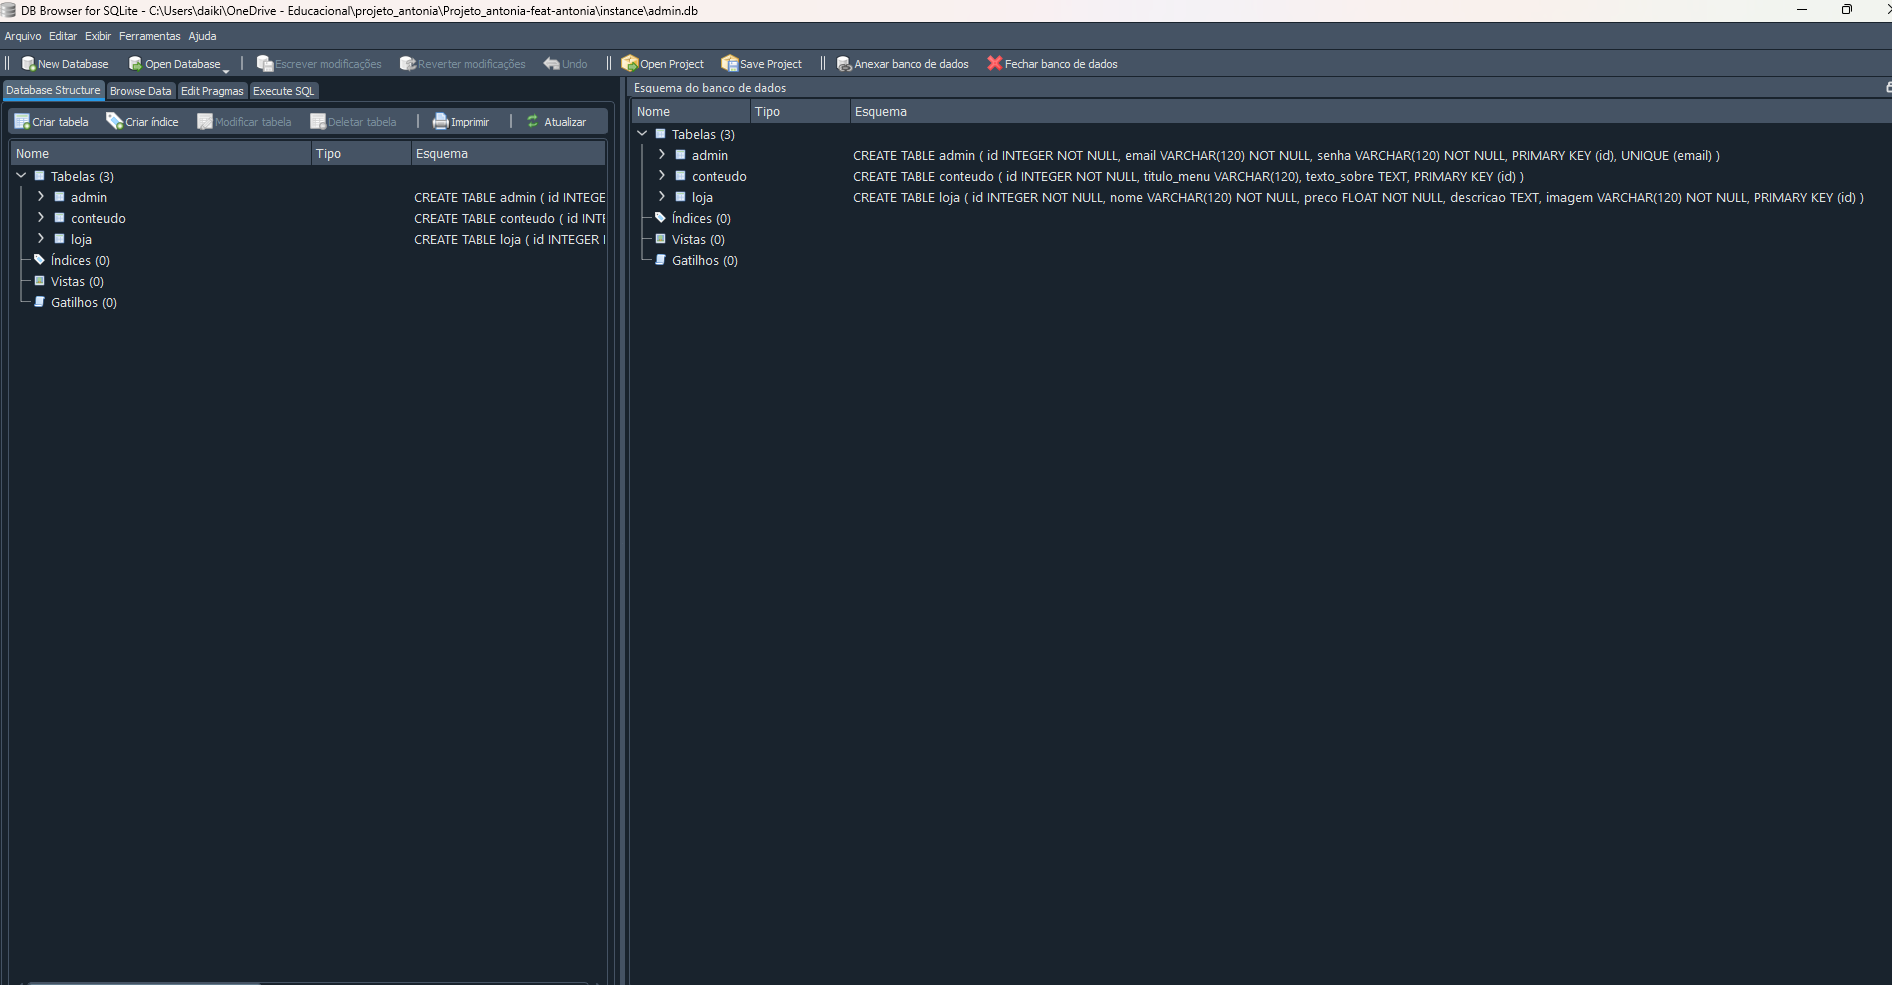 DB Browser for SQLite - C:\Users\daiki\OneDrive - Educacional\projeto_antonia\Projeto_antonia-feat-antonia\instance\admin.db
Arquivo Editar Exibir Ferramentas Ajuda
New Database Open Database Escrever modificações Reverter modificações Undo Open Project Save Project Anexar banco de dados Fechar banco de dados
Database Structure Browse Data Edit Pragmas Execute SQL
Criar tabela Criar índice Modificar tabela Deletar tabela Imprimir Atualizar
Nome Tipo Esquema
Tabelas (3)
admin CREATE TABLE admin ( id INTEGE
conteudo CREATE TABLE conteudo ( id INTE
loja CREATE TABLE loja ( id INTEGER
Índices (0)
Vistas (0)
Gatilhos (0)
Esquema do banco de dados
Nome Tipo Esquema
Tabelas (3)
admin CREATE TABLE admin ( id INTEGER NOT NULL, email VARCHAR(120) NOT NULL, senha VARCHAR(120) NOT NULL, PRIMARY KEY (id), UNIQUE (email) )
conteudo CREATE TABLE conteudo ( id INTEGER NOT NULL, titulo_menu VARCHAR(120), texto_sobre TEXT, PRIMARY KEY (id) )
loja CREATE TABLE loja ( id INTEGER NOT NULL, nome VARCHAR(120) NOT NULL, preco FLOAT NOT NULL, descricao TEXT, imagem VARCHAR(120) NOT NULL, PRIMARY KEY (id) )
Índices (0)
Vistas (0)
Gatilhos (0)